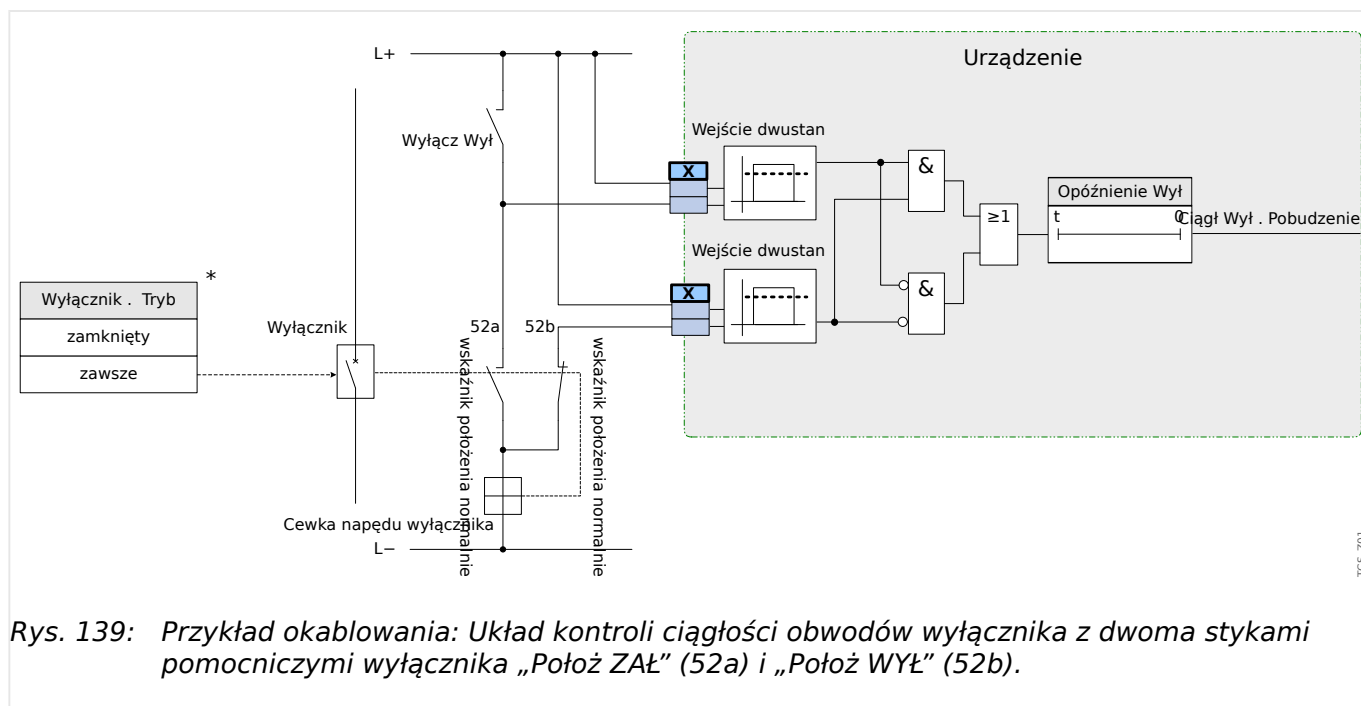 L+
Urządzenie
Wyłącz Wył
Wejście dwustan
X
&
Opóźnienie Wył
t 0
Ciągł Wył . Pobudzenie
≥1
Wejście dwustan
X
&
*
Wyłącznik . Tryb
zamknięty
zawsze
Wyłącznik
52a 52b
wskaźnik położenia normalnie
wskaźnik położenia normalnie
Cewka napędu wyłącznika
L−
Rys. 139: Przykład okablowania: Układ kontroli ciągłości obwodów wyłącznika z dwoma stykami
pomocniczymi wyłącznika „Położ ZAŁ” (52a) i „Położ WYŁ” (52b).